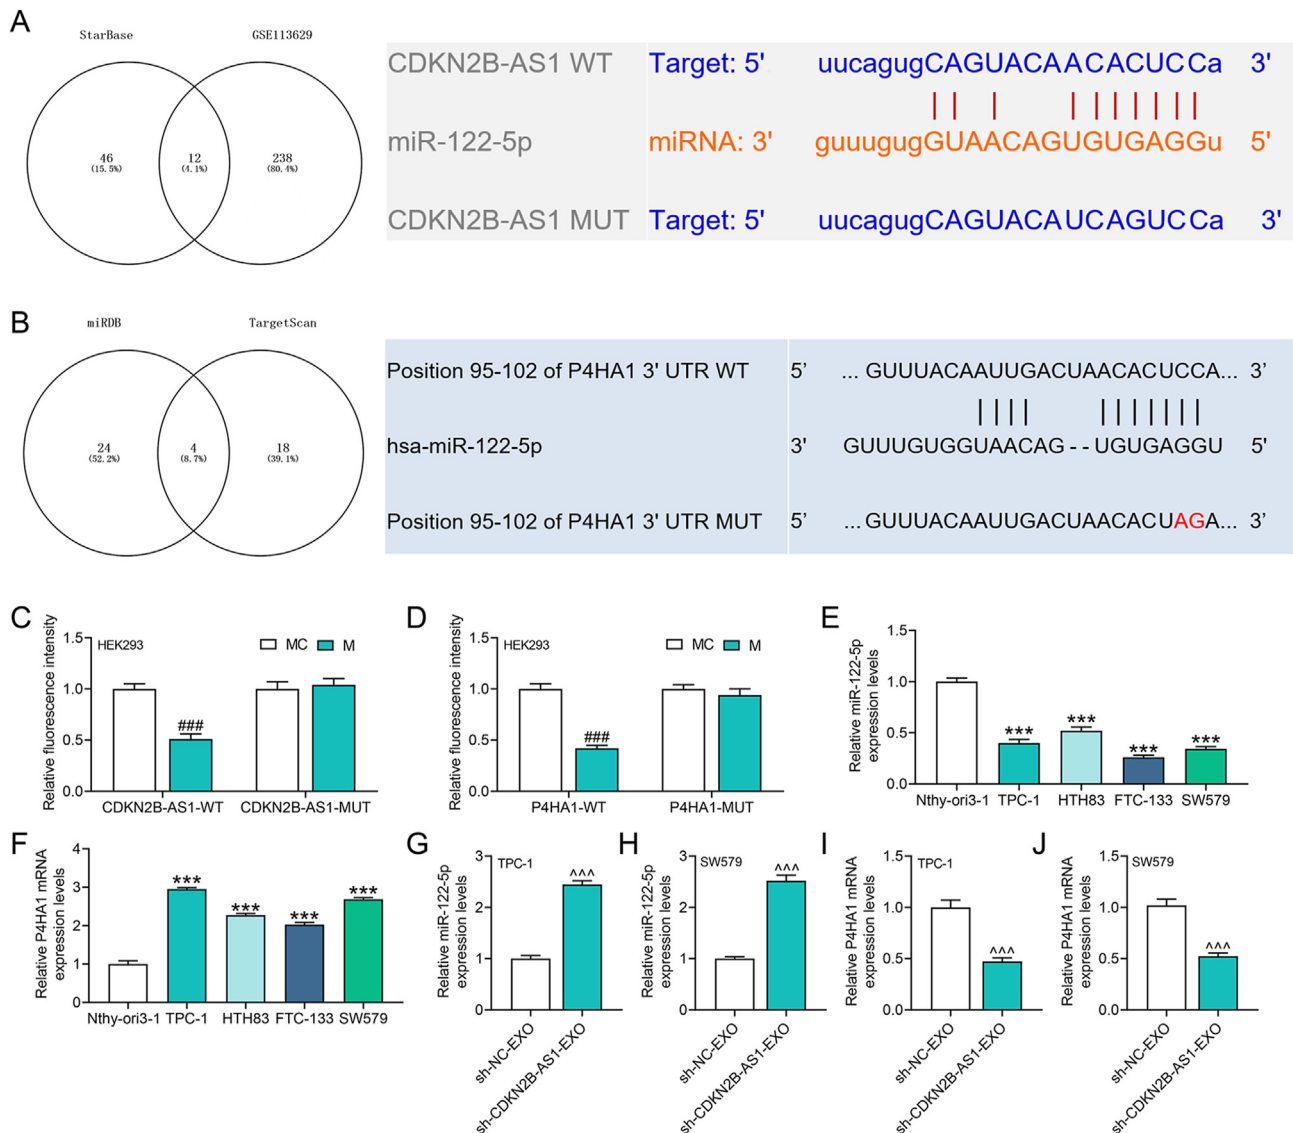 A
StarBase GSE113629
46 (15.5%) 12 (4.1%) 238 (80.4%)
CDKN2B-AS1 WT Target: 5' uucagugCAGUACAACACUCCa 3'
miR-122-5p miRNA: 3' guuugugGUAACAGUGUGAGGu 5'
CDKN2B-AS1 MUT Target: 5' uucagugCAGUACAUCAGUCCa 3'
B
miRDB TargetScan
24 (52.2%) 4 (8.7%) 18 (39.1%)
Position 95-102 of P4HA1 3' UTR WT 5’ ... GUUUACAAUUGACUAACACUCCA... 3’
hsa-miR-122-5p 3' GUUUGUGGUAACAG--UGUGAGGU 5'
Position 95-102 of P4HA1 3' UTR MUT 5’ ...GUUUACAAUUGACUAACACUAGA... 3’
C
Relative fluorescence intensity
HEK293
MC M
1.5
1.0
0.5
0.0
###
CDKN2B-AS1-WT CDKN2B-AS1-MUT
D
Relative fluorescence intensity
HEK293
MC M
1.5
1.0
0.5
0.0
###
P4HA1-WT P4HA1-MUT
E
Relative miR-122-5p
expression levels
1.5
1.0
0.5
0.0
*** *** *** ***
Nthy-ori3-1 TPC-1 HTH83 FTC-133 SW579
F
Relative P4HA1 mRNA
expression levels
4
3
2
1
0
*** *** *** ***
Nthy-ori3-1 TPC-1 HTH83 FTC-133 SW579
G
Relative miR-122-5p
expression levels
TPC-1
3
2
1
0
^^^
sh-NC-EXO
sh-CDKN2B-AS1-EXO
H
Relative miR-122-5p
expression levels
SW579
3
2
1
0
^^^
sh-NC-EXO
sh-CDKN2B-AS1-EXO
I
Relative P4HA1 mRNA
expression levels
TPC-1
1.5
1.0
0.5
0.0
^^^
sh-NC-EXO
sh-CDKN2B-AS1-EXO
J
Relative P4HA1 mRNA
expression levels
SW579
1.5
1.0
0.5
0.0
^^^
sh-NC-EXO
sh-CDKN2B-AS1-EXO